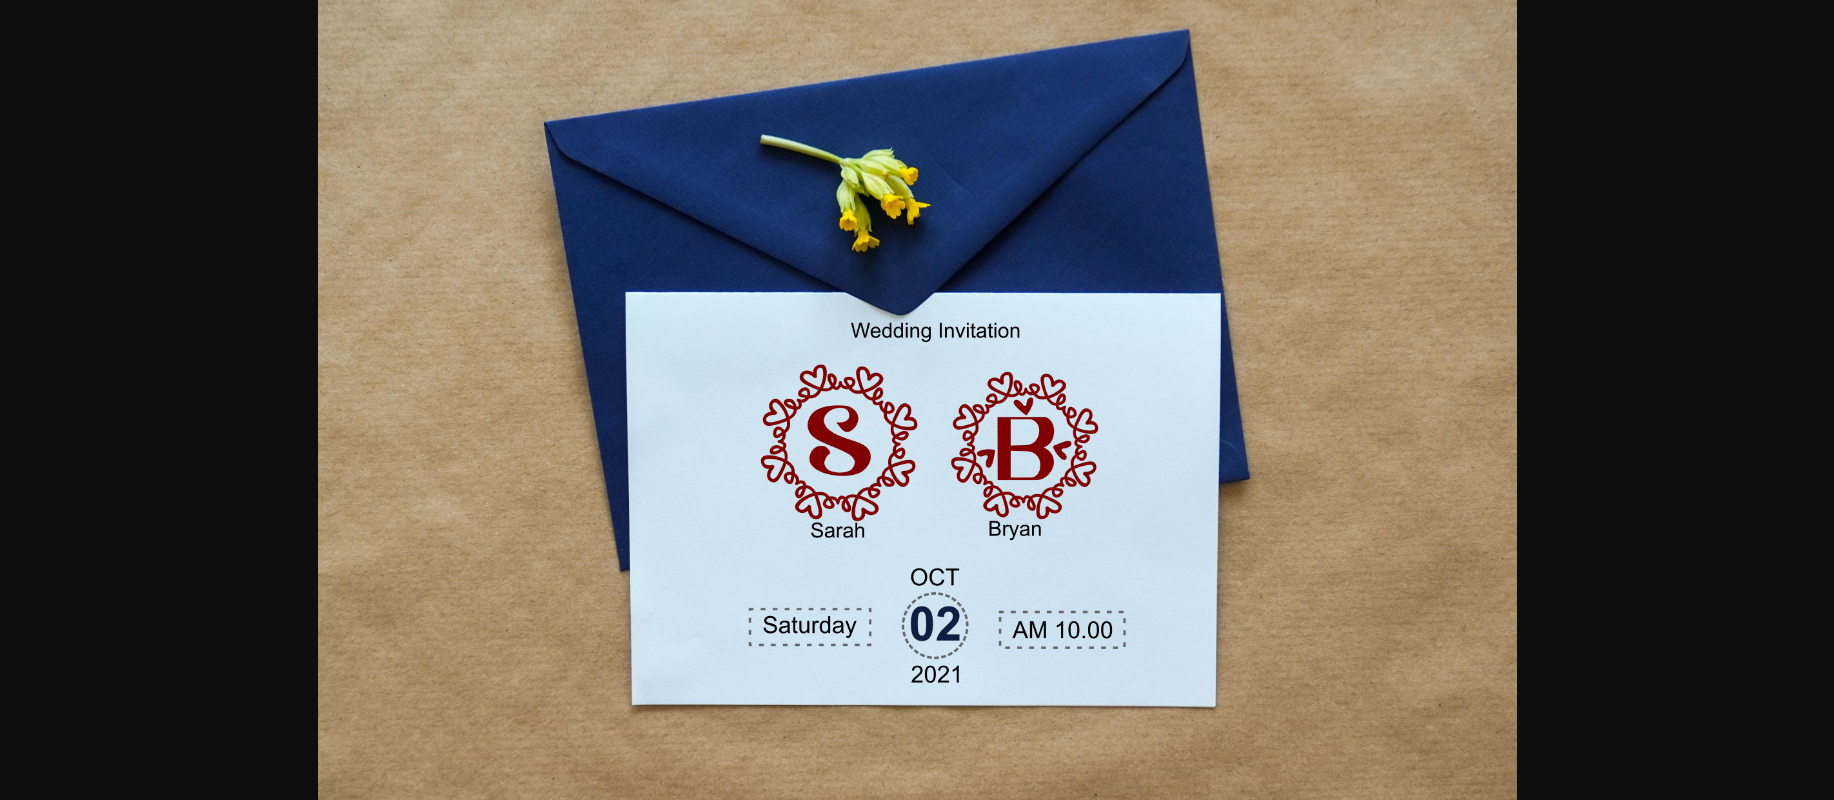 Wedding Invitation
S B
Sarah Bryan
OCT
Saturday 02 AM 10.00
2021